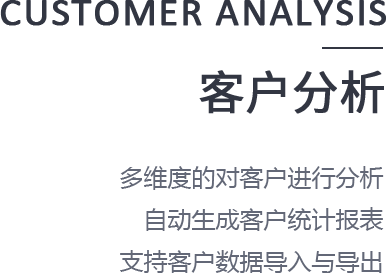 CUSTOMER ANALYSIS
客户分析
多维度的对客户进行分析
自动生成客户统计报表
支持客户数据导入与导出